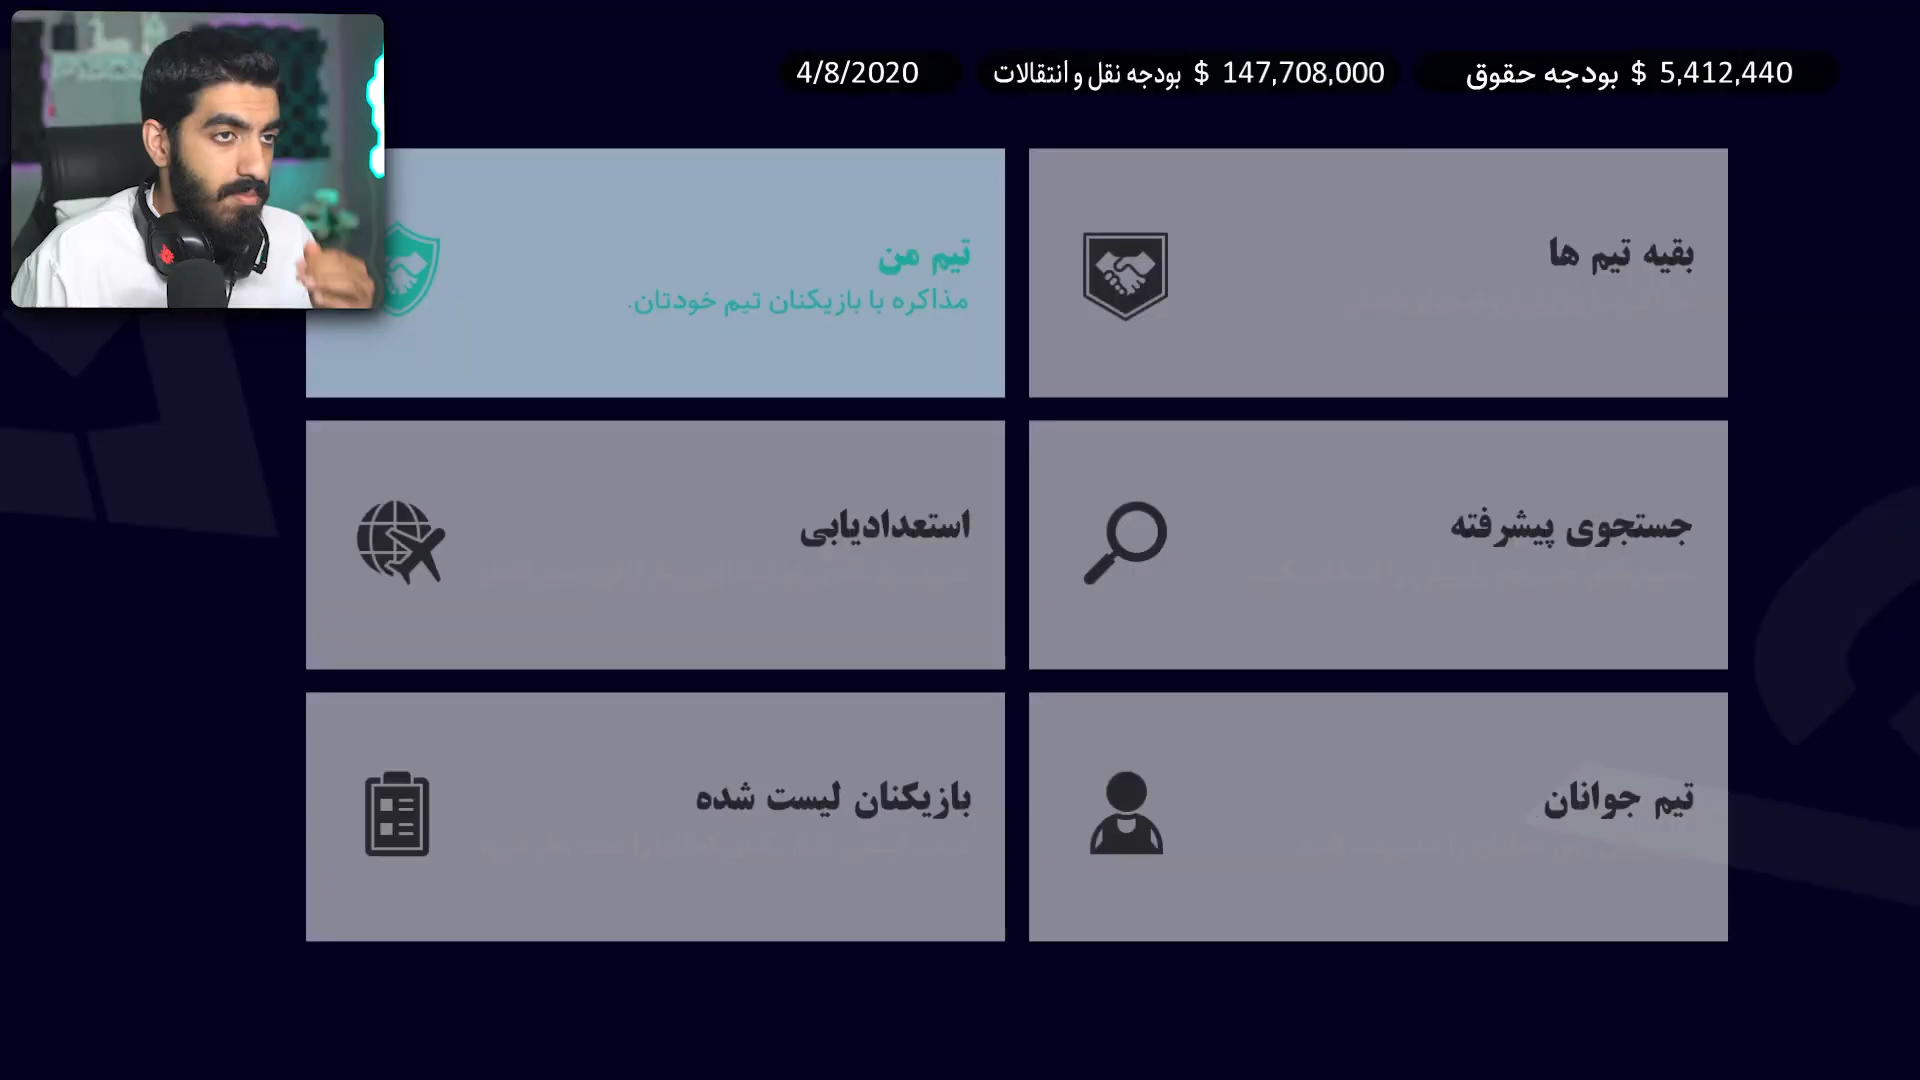 بودجه حقوق $ 5,412,440
بودجه نقل و انتقالات $ 147,708,000
4/8/2020
بقیه تیم ها
تیم من
مذاکره با بازیکنان تیم خودتان.
جستجوی پیشرفته
استعدادیابی
تیم جوانان
بازیکنان لیست شده